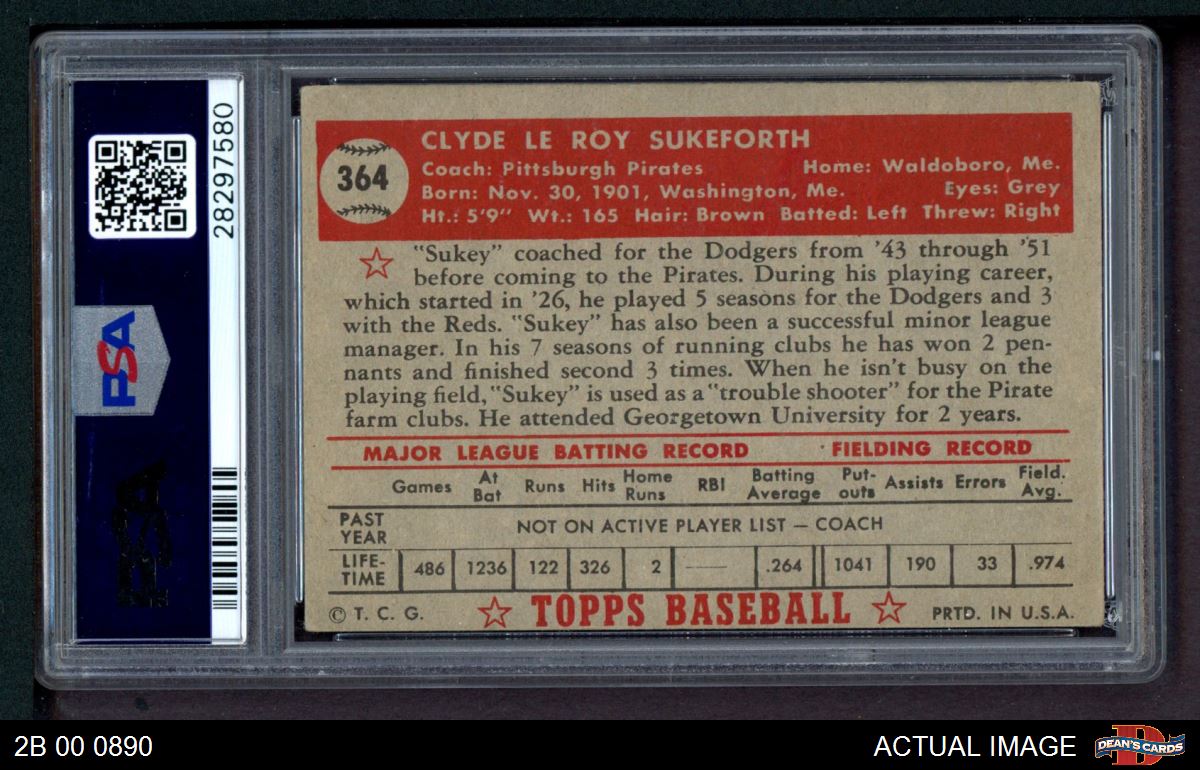 28297580
PSA
364
CLYDE LE ROY SUKEFORTH
Coach: Pittsburgh Pirates Home: Waldoboro, Me.
Born: Nov. 30, 1901, Washington, Me. Eyes: Grey
Ht.: 5'9" Wt.: 165 Hair: Brown Batted: Left Threw: Right
"Sukey" coached for the Dodgers from '43 through '51
before coming to the Pirates. During his playing career,
which started in '26, he played 5 seasons for the Dodgers and 3
with the Reds. "Sukey" has also been a successful minor league
manager. In his 7 seasons of running clubs he has won 2 pen-
nants and finished second 3 times. When he isn't busy on the
playing field, "Sukey" is used as a "trouble shooter" for the Pirate
farm clubs. He attended Georgetown University for 2 years.
MAJOR LEAGUE BATTING RECORD FIELDING RECORD
Games At Bat Runs Hits Home Runs RBI Batting Average Put-outs Assists Errors Field. Avg.
PAST YEAR NOT ON ACTIVE PLAYER LIST — COACH
LIFE-TIME 486 1236 122 326 2 — .264 1041 190 33 .974
© T. C. G. TOPPS BASEBALL PRTD. IN U.S.A.
2B 00 0890 ACTUAL IMAGE DEAN'S CARDS